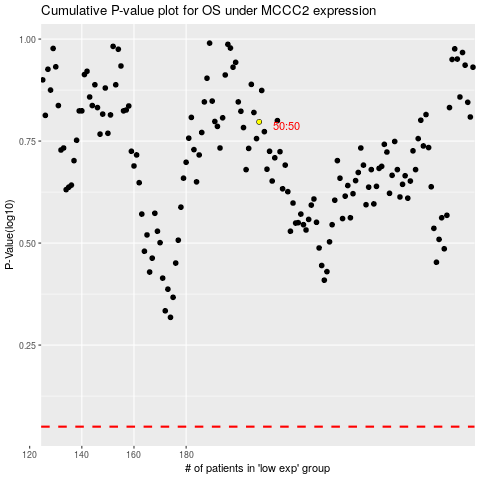 Cumulative P-value plot for OS under MCCC2 expression
1.00
0.75
0.50
0.25
P-Value(log10)
50:50
120 140 160 180
# of patients in 'low exp' group